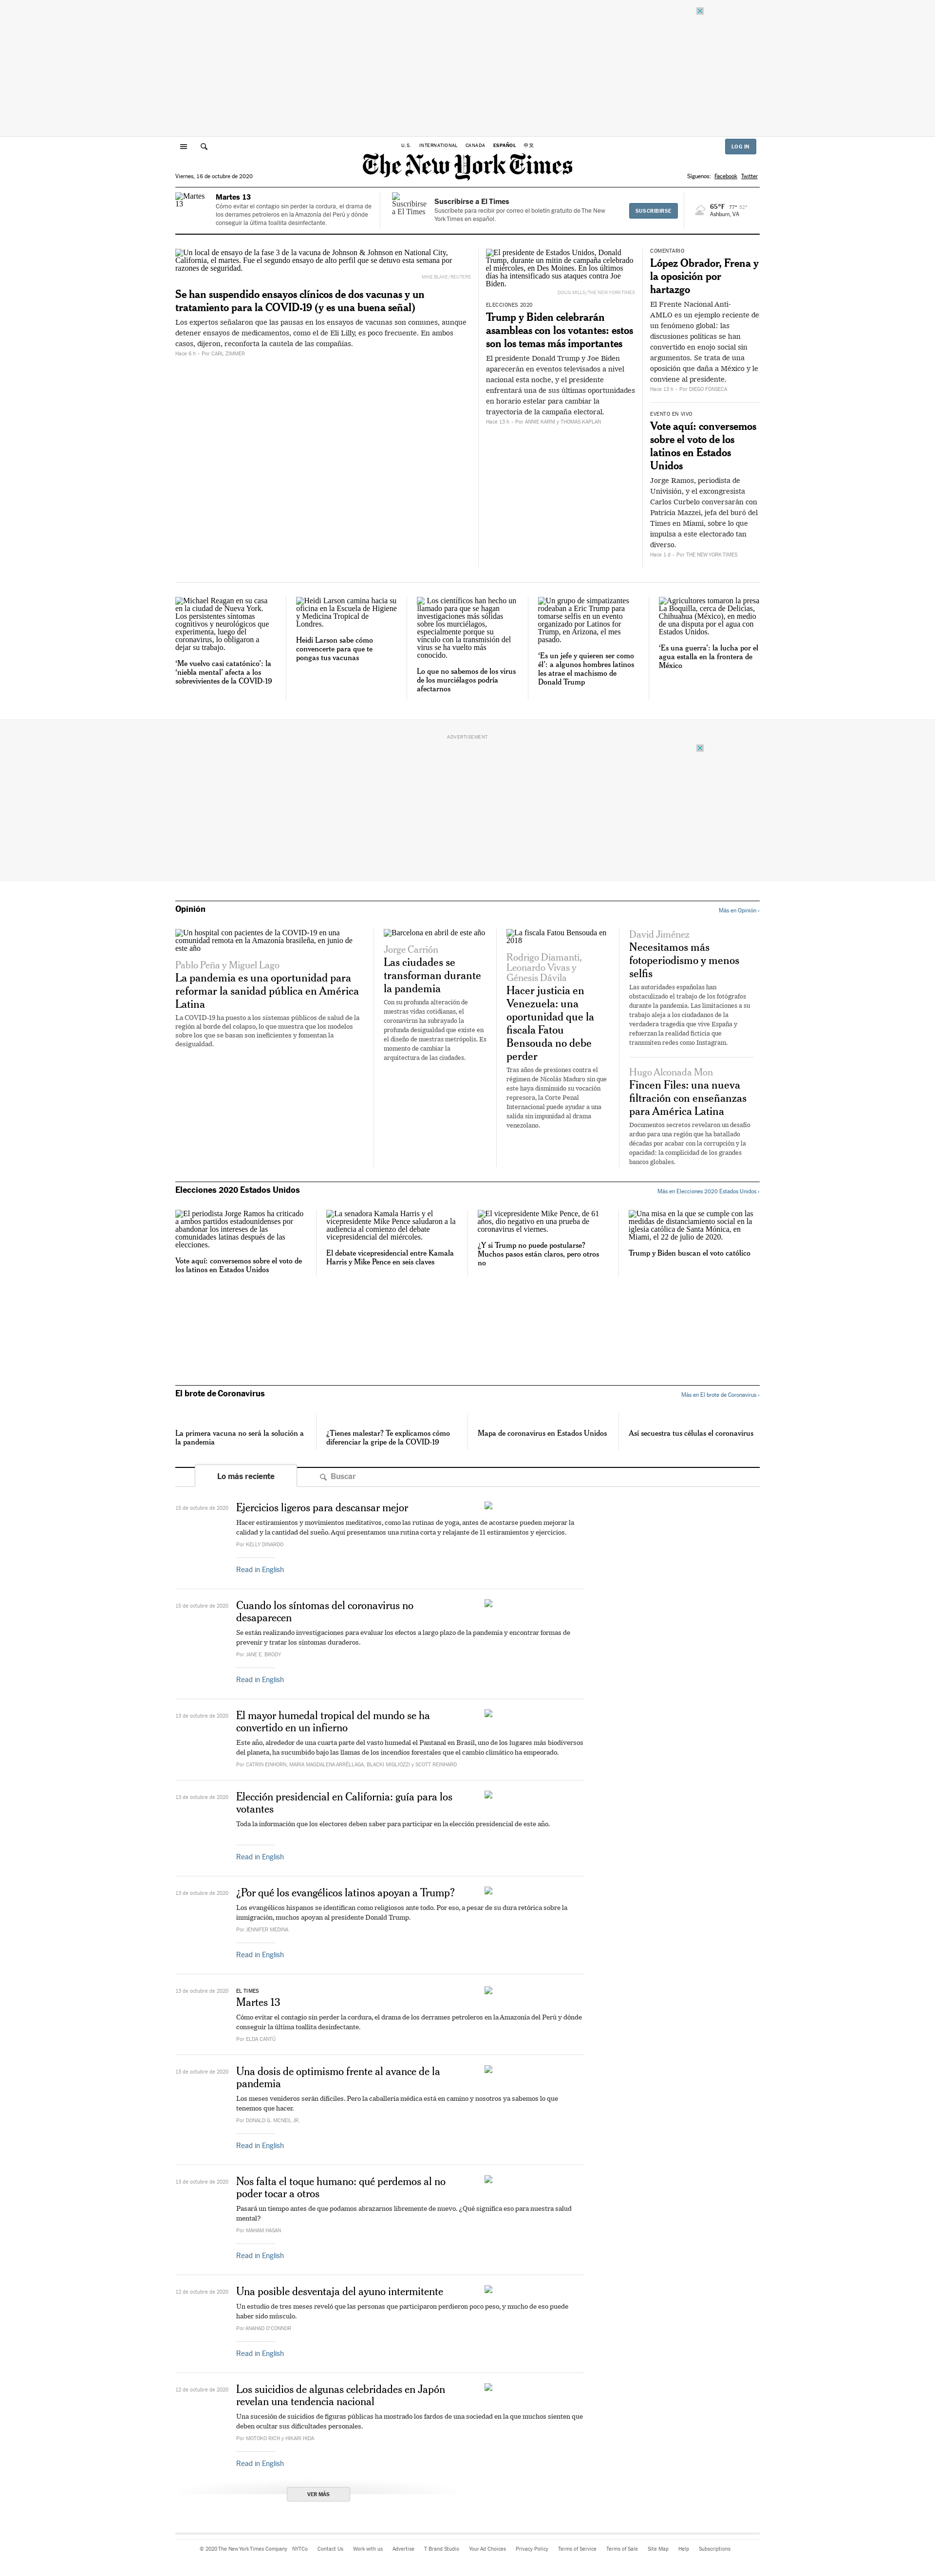 U.S. INTERNATIONAL CANADA ESPAÑOL 中文
LOG IN
The New York Times
Viernes, 16 de octubre de 2020
Síguenos: Facebook Twitter
Martes 13
Martes 13
Cómo evitar el contagio sin perder la cordura, el drama de
los derrames petroleros en la Amazonía del Perú y dónde
conseguir la última toallita desinfectante.
Suscribirse a El Times
Suscribirse a El Times
Suscríbete para recibir por correo el boletín gratuito de The New
York Times en español.
SUSCRIBIRSE
65°F 77° 52°
Ashburn, VA
Un local de ensayo de la fase 3 de la vacuna de Johnson & Johnson en National City,
California, el martes. Fue el segundo ensayo de alto perfil que se detuvo esta semana por
razones de seguridad.
MIKE BLAKE/REUTERS
Se han suspendido ensayos clínicos de dos vacunas y un
tratamiento para la COVID-19 (y es una buena señal)
Los expertos señalaron que las pausas en los ensayos de vacunas son comunes, aunque
detener ensayos de medicamentos, como el de Eli Lilly, es poco frecuente. En ambos
casos, dijeron, reconforta la cautela de las compañías.
Hace 6 h - Por CARL ZIMMER
El presidente de Estados Unidos, Donald
Trump, durante un mitin de campaña celebrado
el miércoles, en Des Moines. En los últimos
días ha intensificado sus ataques contra Joe
Biden.
DOUG MILLS/THE NEW YORK TIMES
ELECCIONES 2020
Trump y Biden celebrarán
asambleas con los votantes: estos
son los temas más importantes
El presidente Donald Trump y Joe Biden
aparecerán en eventos televisados a nivel
nacional esta noche, y el presidente
enfrentará una de sus últimas oportunidades
en horario estelar para cambiar la
trayectoria de la campaña electoral.
Hace 13 h - Por ANNIE KARNI y THOMAS KAPLAN
COMENTARIO
López Obrador, Frena y
la oposición por
hartazgo
El Frente Nacional Anti-
AMLO es un ejemplo reciente de
un fenómeno global: las
discusiones políticas se han
convertido en enojo social sin
argumentos. Se trata de una
oposición que daña a México y le
conviene al presidente.
Hace 13 h - Por DIEGO FONSECA
EVENTO EN VIVO
Vote aquí: conversemos
sobre el voto de los
latinos en Estados
Unidos
Jorge Ramos, periodista de
Univisión, y el excongresista
Carlos Curbelo conversarán con
Patricia Mazzei, jefa del buró del
Times en Miami, sobre lo que
impulsa a este electorado tan
diverso.
Hace 1 d - Por THE NEW YORK TIMES
Michael Reagan en su casa
en la ciudad de Nueva York.
Los persistentes síntomas
cognitivos y neurológicos que
experimenta, luego del
coronavirus, lo obligaron a
dejar su trabajo.
‘Me vuelvo casi catatónico’: la
‘niebla mental’ afecta a los
sobrevivientes de la COVID-19
Heidi Larson camina hacia su
oficina en la Escuela de Higiene
y Medicina Tropical de
Londres.
Heidi Larson sabe cómo
convencerte para que te
pongas tus vacunas
Los científicos han hecho un
llamado para que se hagan
investigaciones más sólidas
sobre los murciélagos,
especialmente porque su
vínculo con la transmisión del
virus se ha vuelto más
conocido.
Lo que no sabemos de los virus
de los murciélagos podría
afectarnos
Un grupo de simpatizantes
rodeaban a Eric Trump para
tomarse selfis en un evento
organizado por Latinos for
Trump, en Arizona, el mes
pasado.
‘Es un jefe y quieren ser como
él’: a algunos hombres latinos
les atrae el machismo de
Donald Trump
Agricultores tomaron la presa
La Boquilla, cerca de Delicias,
Chihuahua (México), en medio
de una disputa por el agua con
Estados Unidos.
‘Es una guerra’: la lucha por el
agua estalla en la frontera de
México
ADVERTISEMENT
Opinión
Más en Opinión ›
Un hospital con pacientes de la COVID-19 en una
comunidad remota en la Amazonía brasileña, en junio de
este año
Pablo Peña y Miguel Lago
La pandemia es una oportunidad para
reformar la sanidad pública en América
Latina
La COVID-19 ha puesto a los sistemas públicos de salud de la
región al borde del colapso, lo que muestra que los modelos
sobre los que se basan son ineficientes y fomentan la
desigualdad.
Barcelona en abril de este año
Jorge Carrión
Las ciudades se
transforman durante
la pandemia
Con su profunda alteración de
nuestras vidas cotidianas, el
coronavirus ha subrayado la
profunda desigualdad que existe en
el diseño de nuestras metrópolis. Es
momento de cambiar la
arquitectura de las ciudades.
La fiscala Fatou Bensouda en
2018
Rodrigo Diamanti,
Leonardo Vivas y
Génesis Dávila
Hacer justicia en
Venezuela: una
oportunidad que la
fiscala Fatou
Bensouda no debe
perder
Tras años de presiones contra el
régimen de Nicolás Maduro sin que
este haya disminuido su vocación
represora, la Corte Penal
Internacional puede ayudar a una
salida sin impunidad al drama
venezolano.
David Jiménez
Necesitamos más
fotoperiodismo y menos
selfis
Las autoridades españolas han
obstaculizado el trabajo de los fotógrafos
durante la pandemia. Las limitaciones a su
trabajo aleja a los ciudadanos de la
verdadera tragedia que vive España y
refuerzan la realidad ficticia que
transmiten redes como Instagram.
Hugo Alconada Mon
Fincen Files: una nueva
filtración con enseñanzas
para América Latina
Documentos secretos revelaron un desafío
arduo para una región que ha batallado
décadas por acabar con la corrupción y la
opacidad: la complicidad de los grandes
bancos globales.
Elecciones 2020 Estados Unidos
Más en Elecciones 2020 Estados Unidos ›
El periodista Jorge Ramos ha criticado
a ambos partidos estadounidenses por
abandonar los intereses de las
comunidades latinas después de las
elecciones.
Vote aquí: conversemos sobre el voto de
los latinos en Estados Unidos
La senadora Kamala Harris y el
vicepresidente Mike Pence saludaron a la
audiencia al comienzo del debate
vicepresidencial del miércoles.
El debate vicepresidencial entre Kamala
Harris y Mike Pence en seis claves
El vicepresidente Mike Pence, de 61
años, dio negativo en una prueba de
coronavirus el viernes.
¿Y si Trump no puede postularse?
Muchos pasos están claros, pero otros
no
Una misa en la que se cumple con las
medidas de distanciamiento social en la
iglesia católica de Santa Mónica, en
Miami, el 22 de julio de 2020.
Trump y Biden buscan el voto católico
El brote de Coronavirus
Más en El brote de Coronavirus ›
La primera vacuna no será la solución a
la pandemia
¿Tienes malestar? Te explicamos cómo
diferenciar la gripe de la COVID-19
Mapa de coronavirus en Estados Unidos
Así secuestra tus células el coronavirus
Lo más reciente
Buscar
15 de octubre de 2020
Ejercicios ligeros para descansar mejor
Hacer estiramientos y movimientos meditativos, como las rutinas de yoga, antes de acostarse pueden mejorar la
calidad y la cantidad del sueño. Aquí presentamos una rutina corta y relajante de 11 estiramientos y ejercicios.
Por KELLY DINARDO
Read in English
15 de octubre de 2020
Cuando los síntomas del coronavirus no
desaparecen
Se están realizando investigaciones para evaluar los efectos a largo plazo de la pandemia y encontrar formas de
prevenir y tratar los síntomas duraderos.
Por JANE E. BRODY
Read in English
13 de octubre de 2020
El mayor humedal tropical del mundo se ha
convertido en un infierno
Este año, alrededor de una cuarta parte del vasto humedal el Pantanal en Brasil, uno de los lugares más biodiversos
del planeta, ha sucumbido bajo las llamas de los incendios forestales que el cambio climático ha empeorado.
Por CATRIN EINHORN, MARIA MAGDALENA ARRÉLLAGA, BLACKI MIGLIOZZI y SCOTT REINHARD
13 de octubre de 2020
Elección presidencial en California: guía para los
votantes
Toda la información que los electores deben saber para participar en la elección presidencial de este año.
Read in English
13 de octubre de 2020
¿Por qué los evangélicos latinos apoyan a Trump?
Los evangélicos hispanos se identifican como religiosos ante todo. Por eso, a pesar de su dura retórica sobre la
inmigración, muchos apoyan al presidente Donald Trump.
Por JENNIFER MEDINA
Read in English
13 de octubre de 2020
EL TIMES
Martes 13
Cómo evitar el contagio sin perder la cordura, el drama de los derrames petroleros en la Amazonía del Perú y dónde
conseguir la última toallita desinfectante.
Por ELDA CANTÚ
13 de octubre de 2020
Una dosis de optimismo frente al avance de la
pandemia
Los meses venideros serán difíciles. Pero la caballería médica está en camino y nosotros ya sabemos lo que
tenemos que hacer.
Por DONALD G. MCNEIL JR.
Read in English
13 de octubre de 2020
Nos falta el toque humano: qué perdemos al no
poder tocar a otros
Pasará un tiempo antes de que podamos abrazarnos libremente de nuevo. ¿Qué significa eso para nuestra salud
mental?
Por MAHAM HASAN
Read in English
12 de octubre de 2020
Una posible desventaja del ayuno intermitente
Un estudio de tres meses reveló que las personas que participaron perdieron poco peso, y mucho de eso puede
haber sido músculo.
Por ANAHAD O'CONNOR
Read in English
12 de octubre de 2020
Los suicidios de algunas celebridades en Japón
revelan una tendencia nacional
Una sucesión de suicidios de figuras públicas ha mostrado los fardos de una sociedad en la que muchos sienten que
deben ocultar sus dificultades personales.
Por MOTOKO RICH y HIKARI HIDA
Read in English
VER MÁS
© 2020 The New York Times Company NYTCo Contact Us Work with us Advertise T Brand Studio Your Ad Choices Privacy Policy Terms of Service Terms of Sale Site Map Help Subscriptions